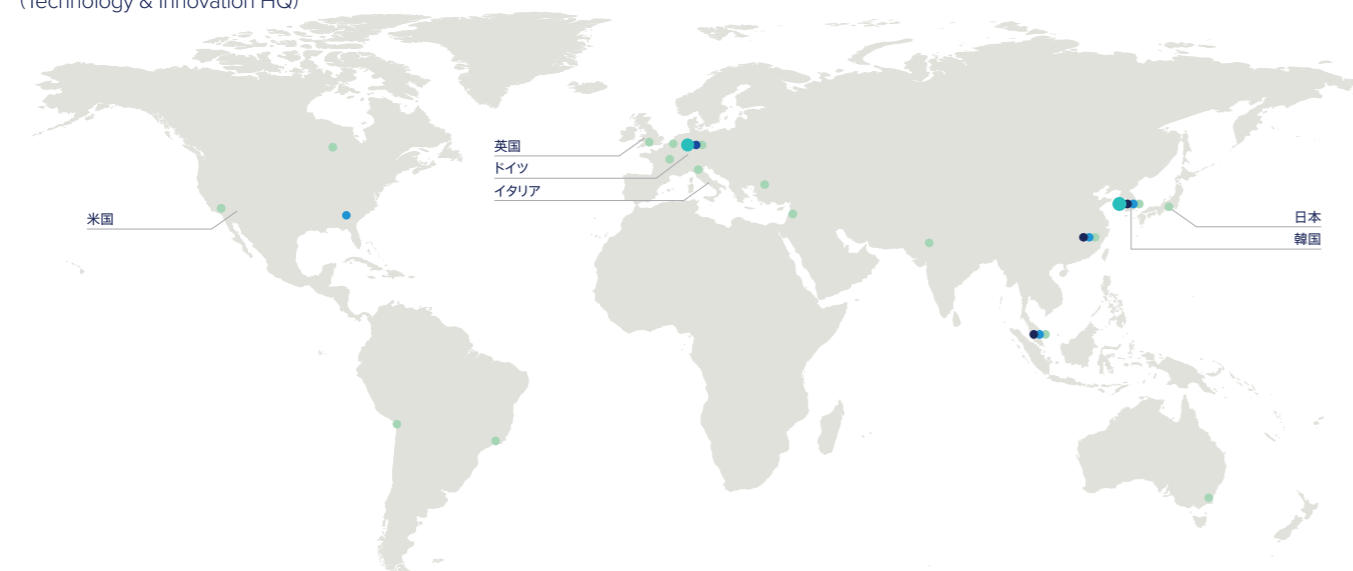 (Technology & Innovation HQ)
英国
ドイツ
イタリア
米国
日本
韓国